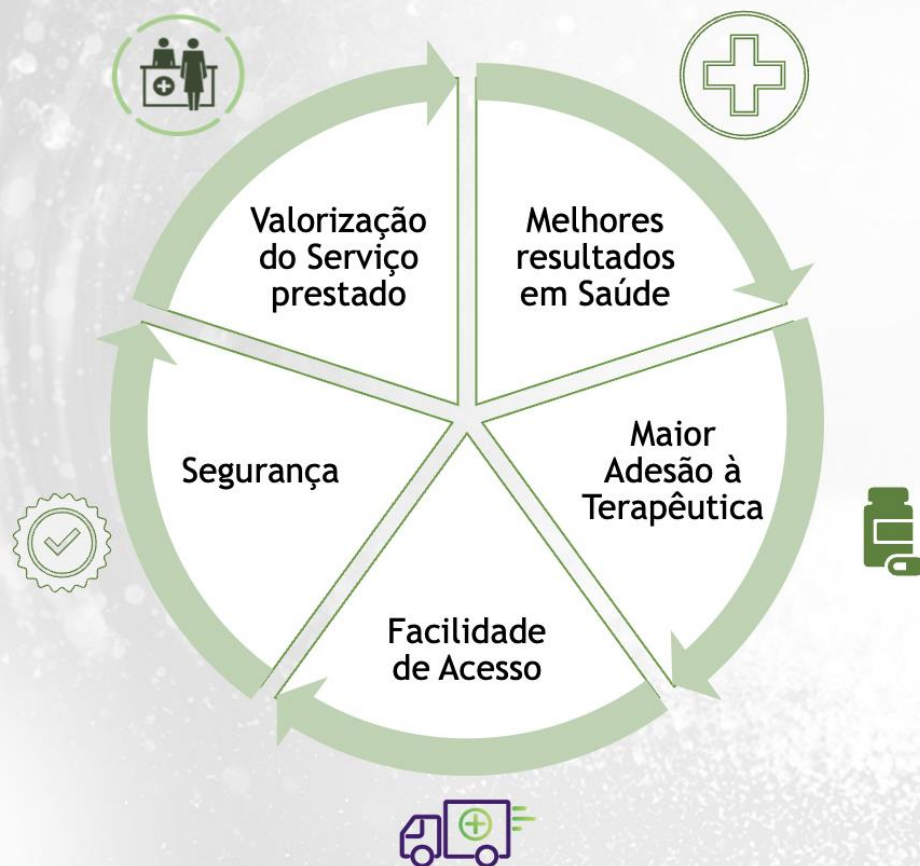 Valorização
do Serviço
prestado
Melhores
resultados
em Saúde
Maior
Adesão à
Terapêutica
Facilidade
de Acesso
Segurança